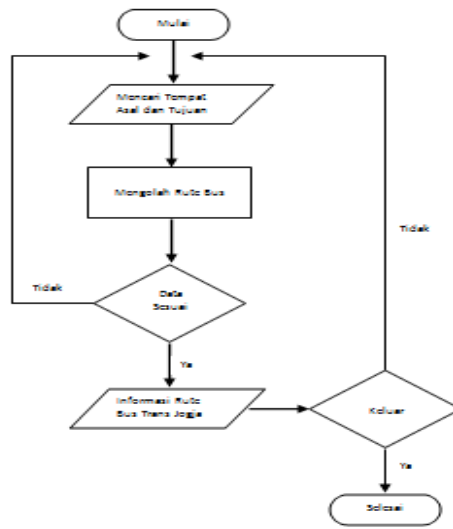 Mulai
Mencari Tempat
Asal dan Tujuan
Mengolah Rute Bus
Tidak
Tidak
Data
Sesuai
Ya
Informasi Rute
Bus Trans Jogja
Keluar
Ya
Selesai